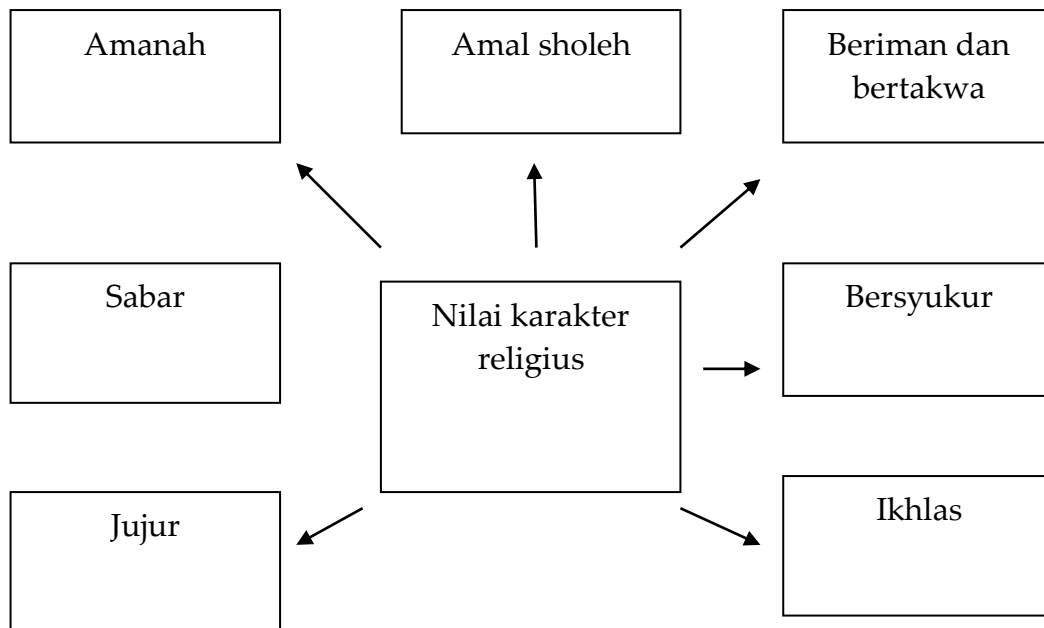 Amanah
Amal sholeh
Beriman dan
bertakwa
Sabar
Nilai karakter
religius
Bersyukur
Jujur
Ikhlas